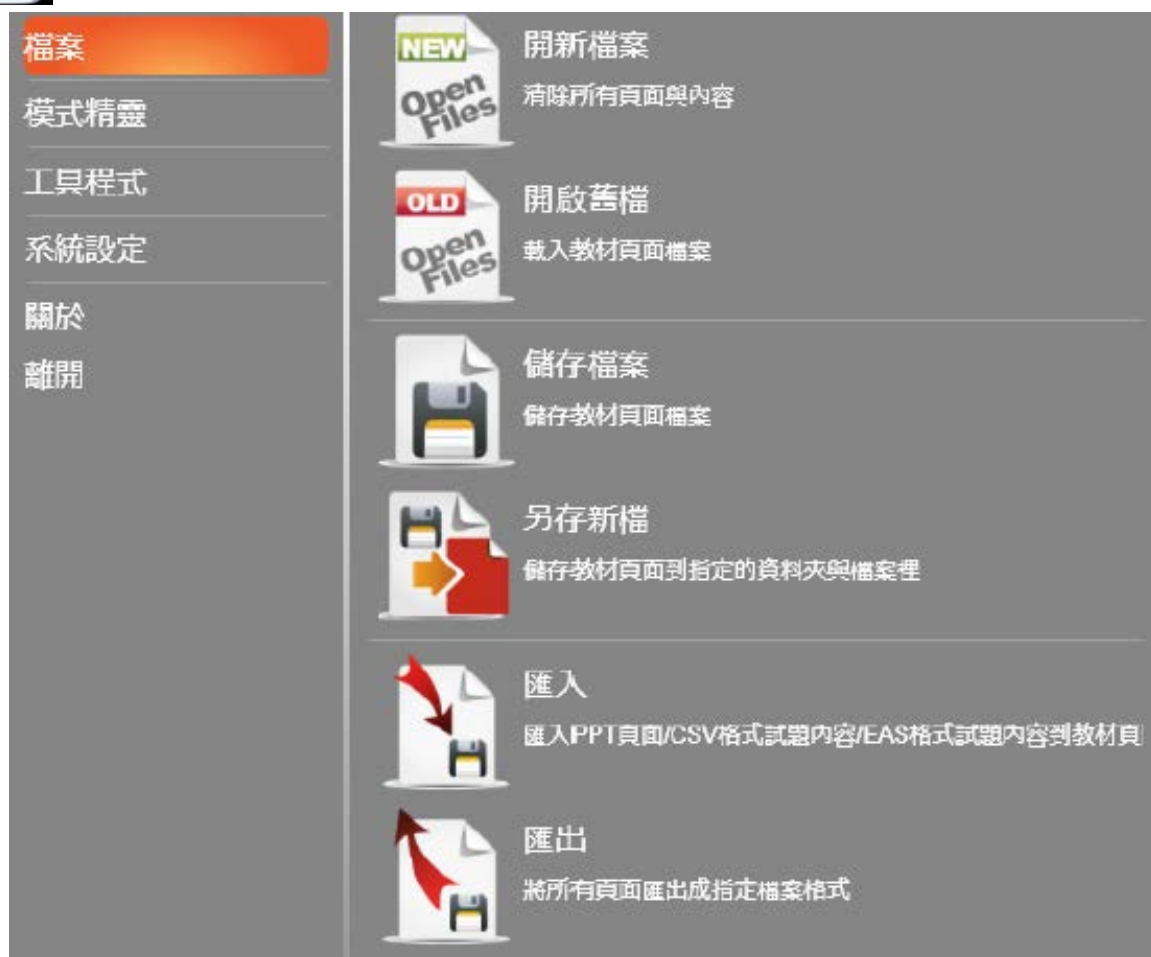 檔案
模式精靈
工具程式
系統設定
關於
離開
NEW
Open
Files
開新檔案
清除所有頁面與內容
OLD
Open
Files
開啟舊檔
載入教材頁面檔案
儲存檔案
儲存教材頁面檔案
另存新檔
儲存教材頁面到指定的資料夾與檔案裡
匯入
匯入PPT頁面/CSV格式試題內容/EAS格式試題內容到教材頁
匯出
將所有頁面匯出成指定檔案格式